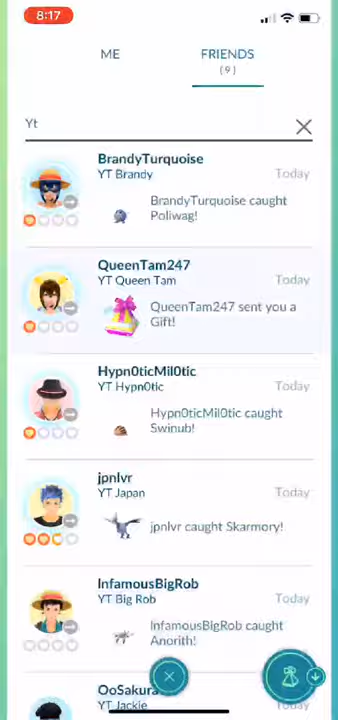 8:17
ME
FRIENDS
(9)
Yt
BrandyTurquoise
YT Brandy
Today
BrandyTurquoise caught
Poliwag!
QueenTam247
YT Queen Tam
Today
QueenTam247 sent you a
Gift!
Hypn0ticMil0tic
YT Hypn0tic
Today
Hypn0ticMil0tic caught
Swinub!
jpnlvr
YT Japan
Today
jpnlvr caught Skarmory!
InfamousBigRob
YT Big Rob
Today
InfamousBigRob caught
Anorith!
OoSakura
YT Jackie
Today